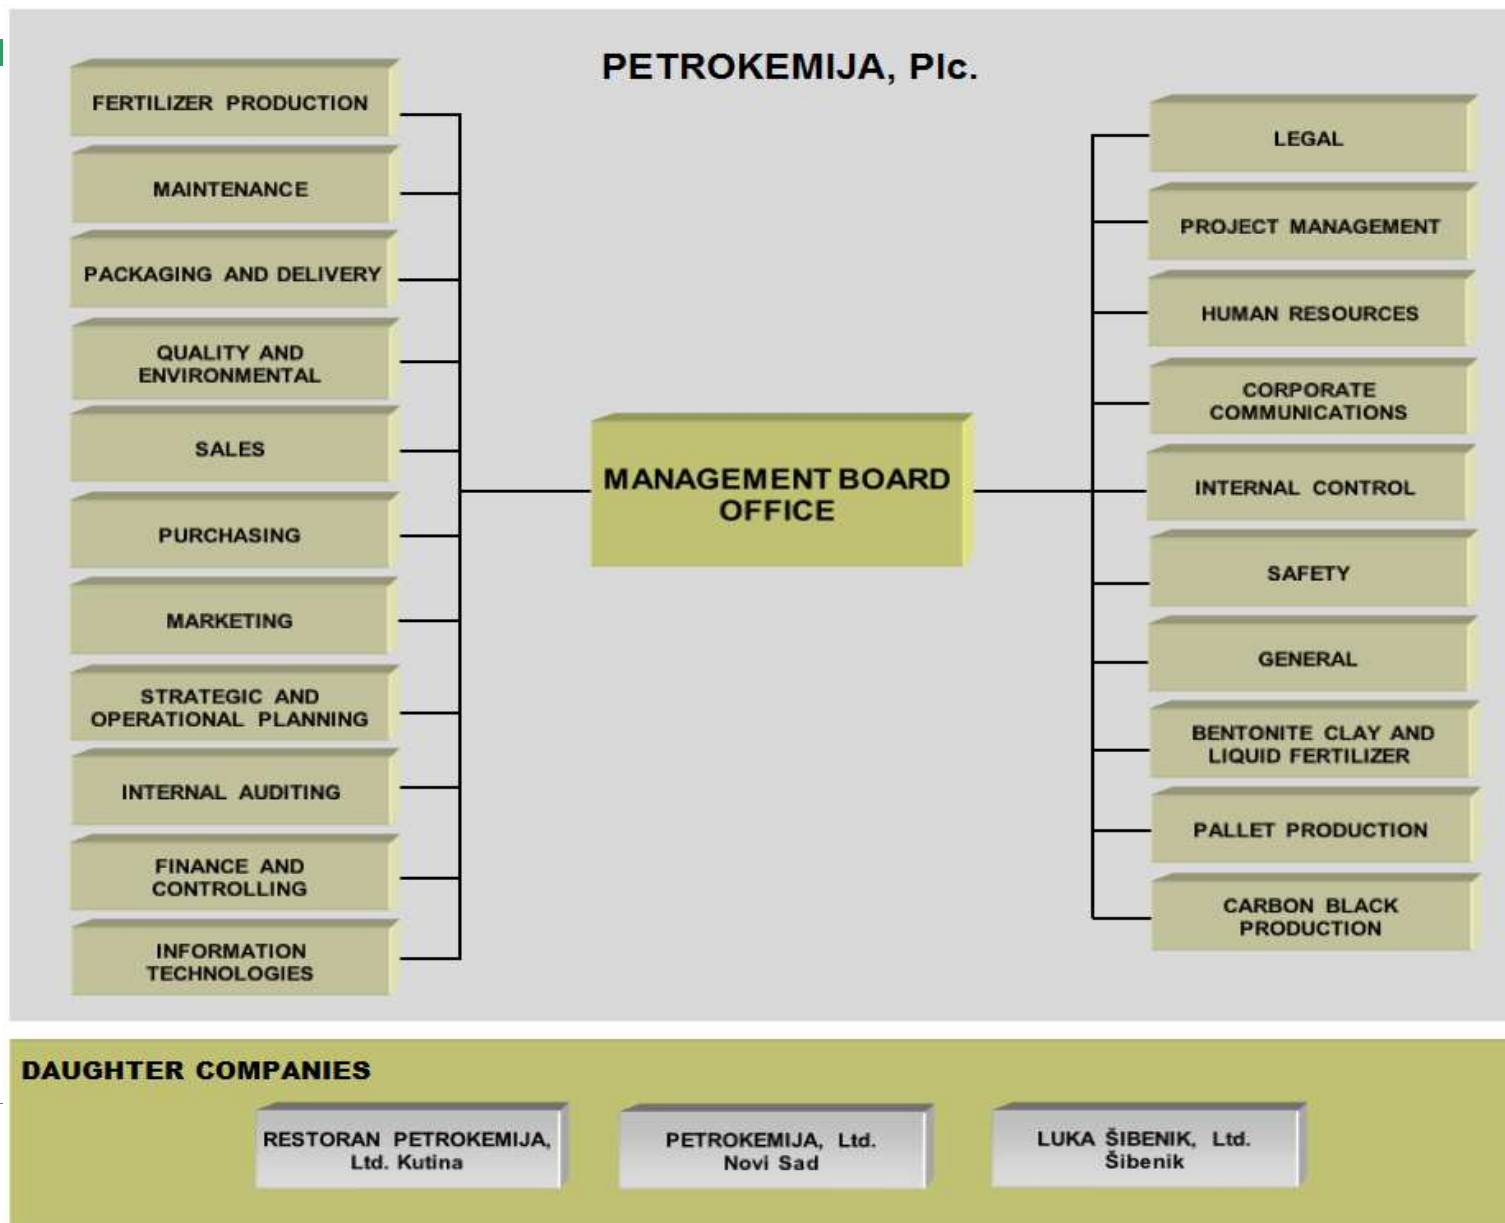 PETROKEMIJA, Plc.
FERTILIZER PRODUCTION
MAINTENANCE
PACKAGING AND DELIVERY
QUALITY AND
ENVIRONMENTAL
SALES
PURCHASING
MARKETING
STRATEGIC AND
OPERATIONAL PLANNING
INTERNAL AUDITING
FINANCE AND
CONTROLLING
INFORMATION
TECHNOLOGIES
MANAGEMENT BOARD
OFFICE
LEGAL
PROJECT MANAGEMENT
HUMAN RESOURCES
CORPORATE
COMMUNICATIONS
INTERNAL CONTROL
SAFETY
GENERAL
BENTONITE CLAY AND
LIQUID FERTILIZER
PALLET PRODUCTION
CARBON BLACK
PRODUCTION
DAUGHTER COMPANIES
RESTORAN PETROKEMIJA,
Ltd. Kutina
PETROKEMIJA, Ltd.
Novi Sad
LUKA ŠIBENIK, Ltd.
Šibenik